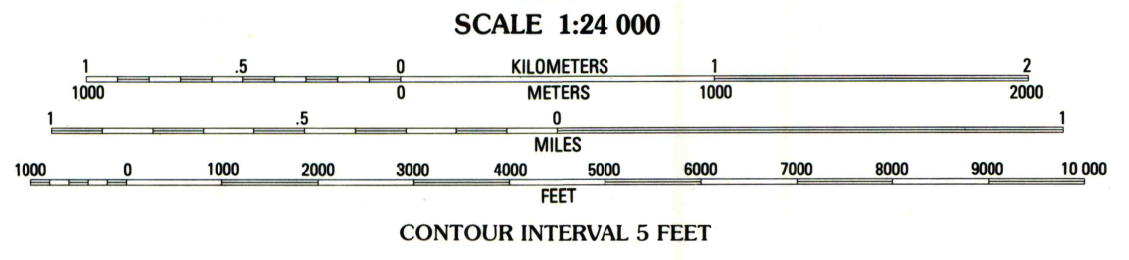 SCALE 1:24 000
1 .5 0 KILOMETERS 1 2
1000 0 METERS 1000 2000
1 .5 0 1
MILES
1000 0 1000 2000 3000 4000 5000 6000 7000 8000 9000 10 000
FEET
CONTOUR INTERVAL 5 FEET